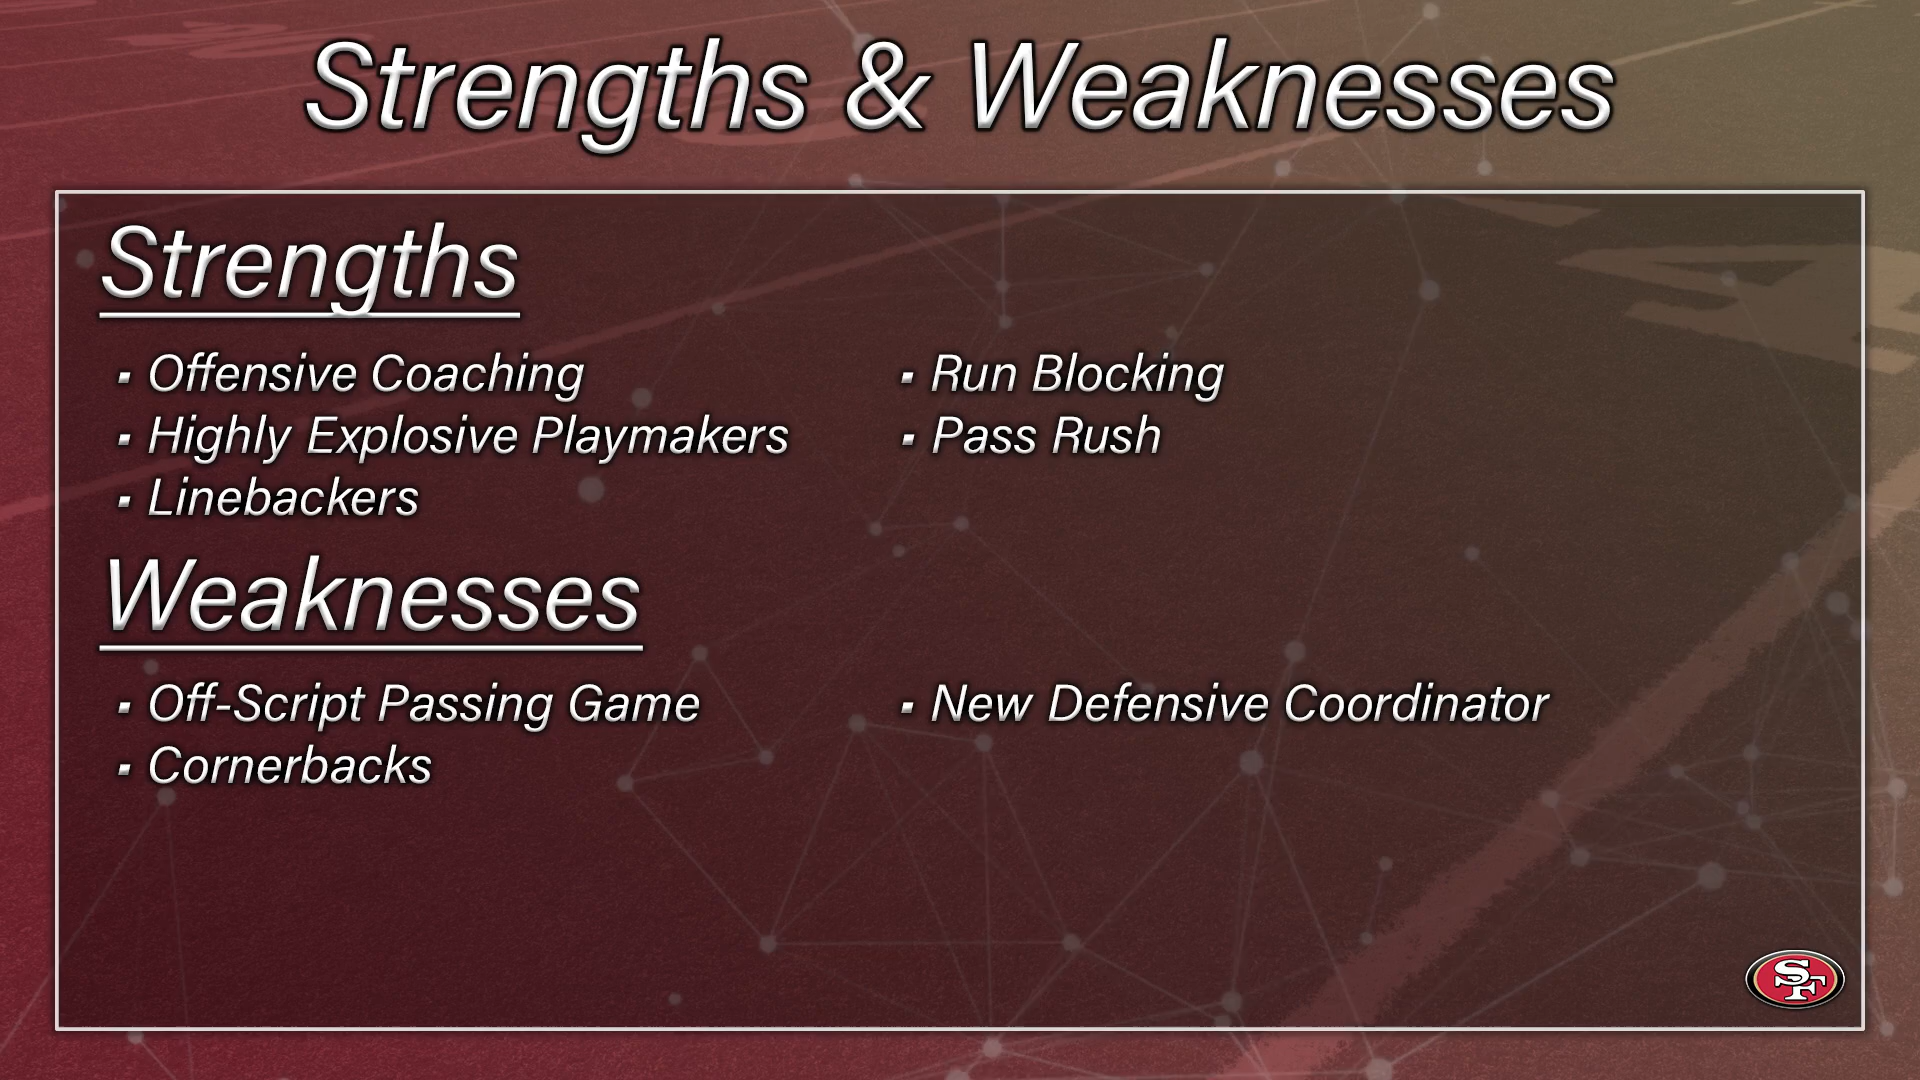 Strengths & Weaknesses
Strengths
▪ Offensive Coaching
▪ Highly Explosive Playmakers
▪ Linebackers
▪ Run Blocking
▪ Pass Rush
Weaknesses
▪ Off-Script Passing Game
▪ Cornerbacks
▪ New Defensive Coordinator
SF